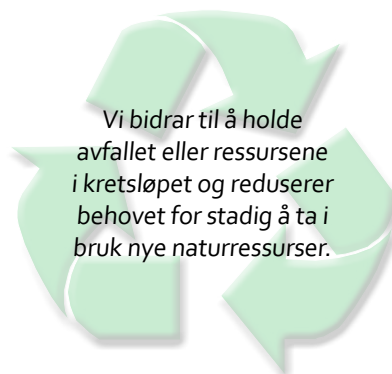 Vi bidrar til å holde
avfallet eller ressursene
i kretsløpet og reduserer
behovet for stadig å ta i
bruk nye naturressurser.